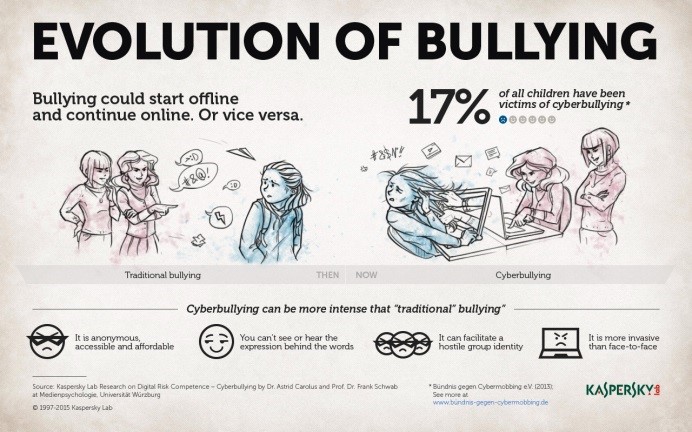 EVOLUTION OF BULLYING
Bullying could start offline
and continue online. Or vice versa.
17%
of all children have been
victims of cyberbullying *
:D
#&@!
:D
#$%!!
Traditional bullying
THEN
NOW
Cyberbullying
Cyberbullying can be more intense that “traditional” bullying”
It is anonymous,
accessible and affordable
You can't see or hear the
expression behind the words
It can facilitate a
hostile group identity
It is more invasive
than face-to-face
Source: Kaspersky Lab Research on Digital Risk Competence – Cyberbullying by Dr. Astrid Carolus and Prof. Dr. Frank Schwab
at Medienpsychologie, Universität Würzburg
© 1997-2015 Kaspersky Lab
* Bündnis gegen Cybermobbing e.V. (2013);
See more at
www.bündnis-gegen-cybermobbing.de
KASPERSKY LAB